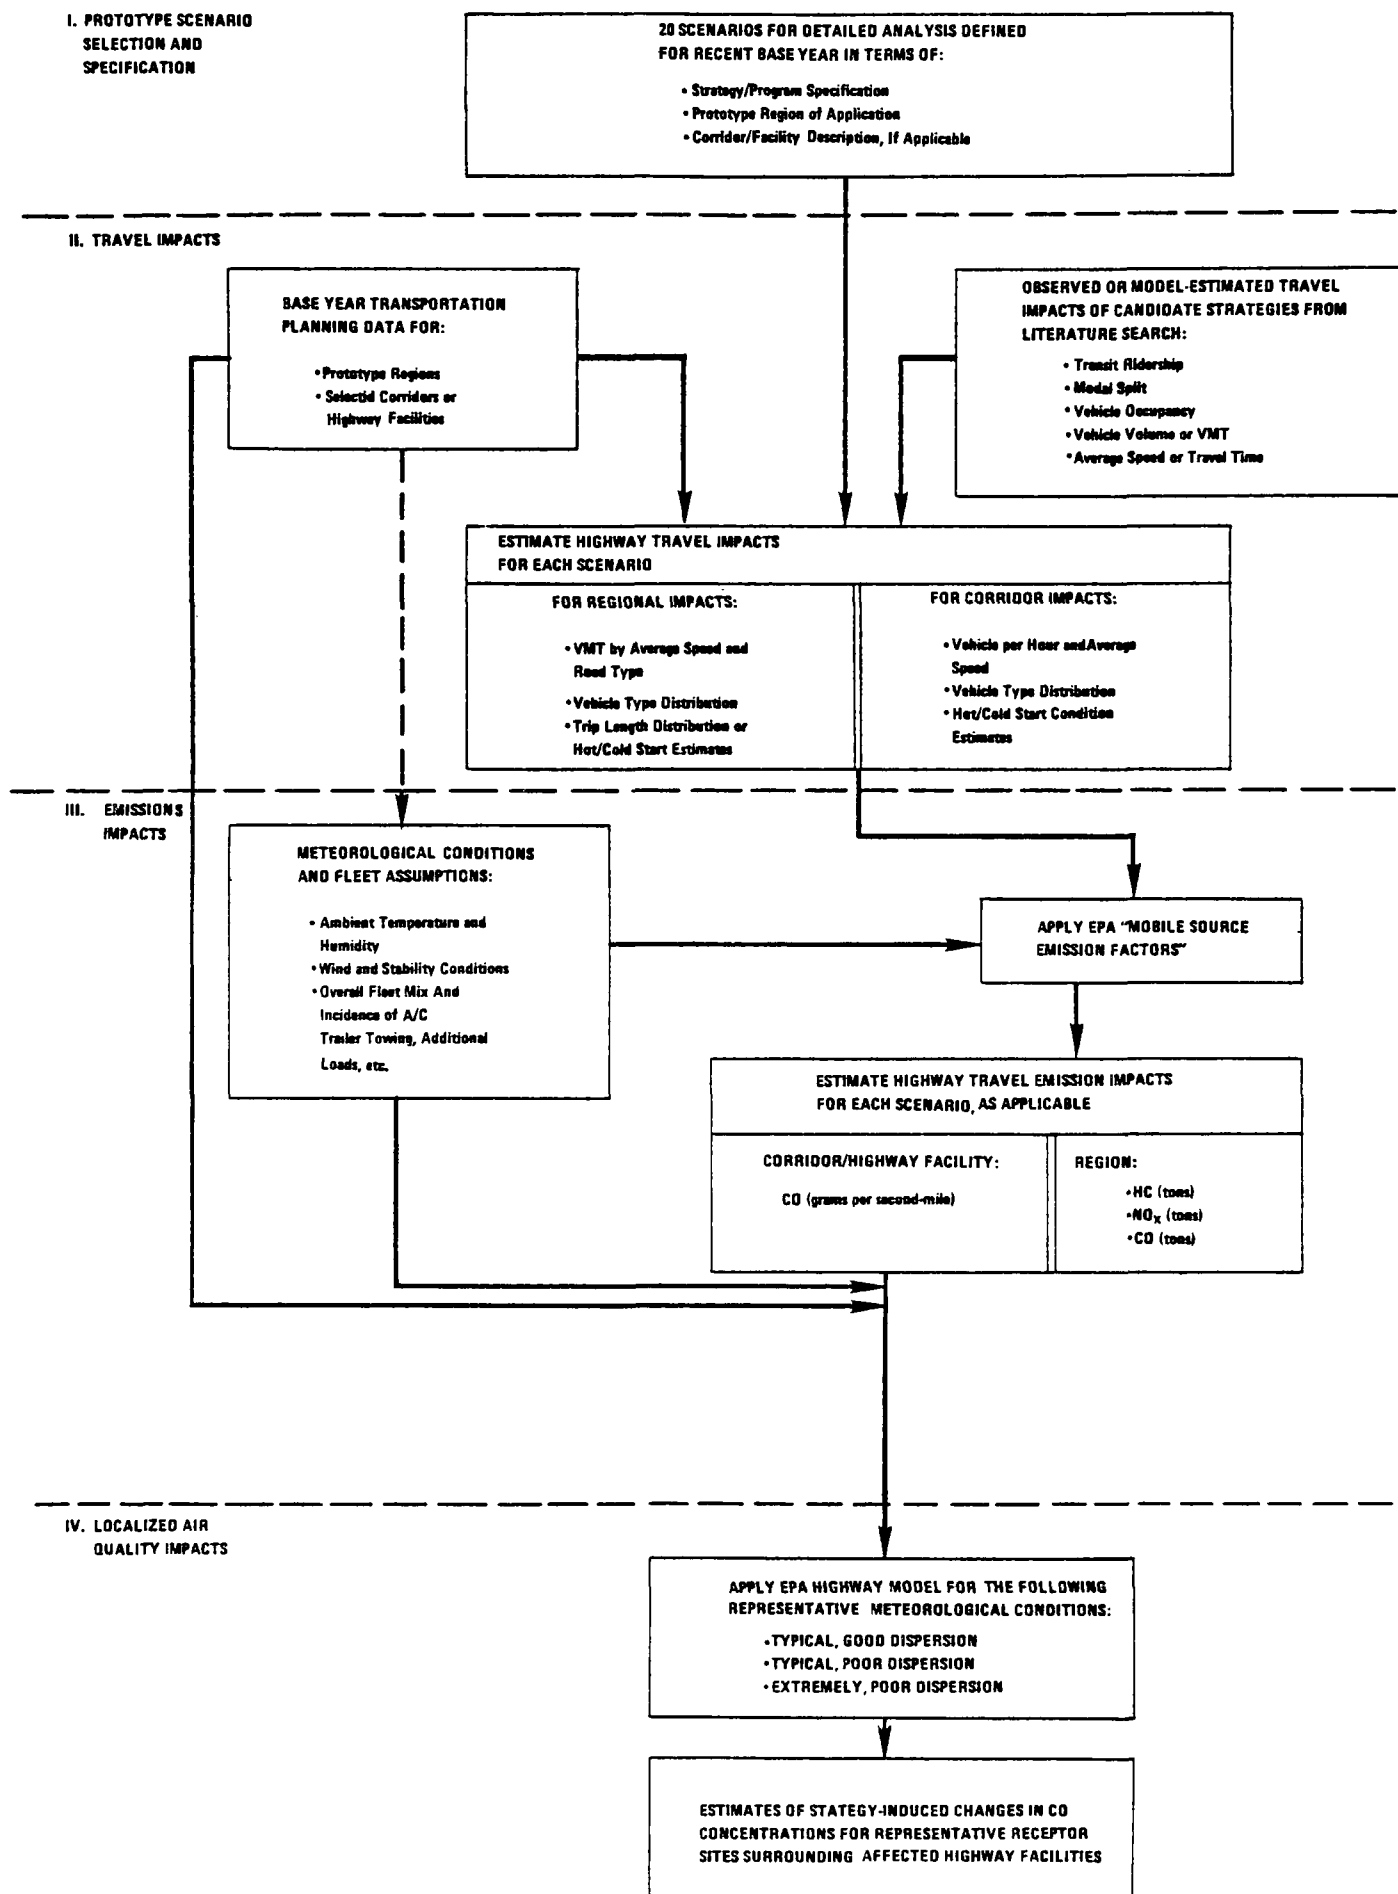 I. PROTOTYPE SCENARIO
SELECTION AND
SPECIFICATION
20 SCENARIOS FOR DETAILED ANALYSIS DEFINED
FOR RECENT BASE YEAR IN TERMS OF:
• Strategy/Program Specification
• Prototype Region of Application
• Corridor/Facility Description, If Applicable
II. TRAVEL IMPACTS
BASE YEAR TRANSPORTATION
PLANNING DATA FOR:
• Prototype Regions
• Selectid Corridors or
Highway Facilities
OBSERVED OR MODEL-ESTIMATED TRAVEL
IMPACTS OF CANDIDATE STRATEGIES FROM
LITERATURE SEARCH:
• Transit Ridership
• Modal Split
• Vehicle Occupancy
• Vehicle Volume or VMT
• Average Speed or Travel Time
ESTIMATE HIGHWAY TRAVEL IMPACTS
FOR EACH SCENARIO
FOR REGIONAL IMPACTS:
• VMT by Average Speed and
Road Type
• Vehicle Type Distribution
• Trip Length Distribution or
Hot/Cold Start Estimates
FOR CORRIDOR IMPACTS:
• Vehicle per Hour and Average
Speed
• Vehicle Type Distribution
• Hot/Cold Start Condition
Estimates
III. EMISSIONS
IMPACTS
METEOROLOGICAL CONDITIONS
AND FLEET ASSUMPTIONS:
• Ambient Temperature and
Humidity
• Wind and Stability Conditions
• Overall Fleet Mix And
Incidence of A/C
Trailer Towing, Additional
Loads, etc.
APPLY EPA "MOBILE SOURCE
EMISSION FACTORS"
ESTIMATE HIGHWAY TRAVEL EMISSION IMPACTS
FOR EACH SCENARIO, AS APPLICABLE
CORRIDOR/HIGHWAY FACILITY:
CO (grams per second-mile)
REGION:
• HC (tons)
• NOx (tons)
• CO (tons)
IV. LOCALIZED AIR
QUALITY IMPACTS
APPLY EPA HIGHWAY MODEL FOR THE FOLLOWING
REPRESENTATIVE METEOROLOGICAL CONDITIONS:
• TYPICAL, GOOD DISPERSION
• TYPICAL, POOR DISPERSION
• EXTREMELY, POOR DISPERSION
ESTIMATES OF STATEGY-INDUCED CHANGES IN CO
CONCENTRATIONS FOR REPRESENTATIVE RECEPTOR
SITES SURROUNDING AFFECTED HIGHWAY FACILITIES